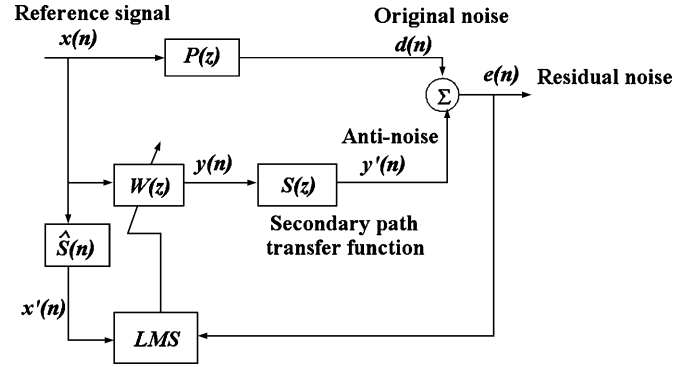 Reference signal
x(n)
Original noise
d(n)
P(z)
e(n)
Residual noise
Σ
Anti-noise
y(n)
y'(n)
W(z)
S(z)
Secondary path
transfer function
Ŝ(n)
x'(n)
LMS